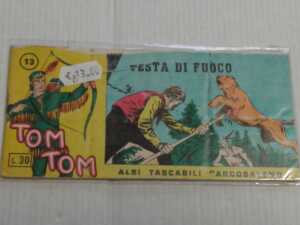 13
TESTA DI FUOCO
TOM
TOM
L. 30
ALBI TASCABILI "ARCOBALENO"